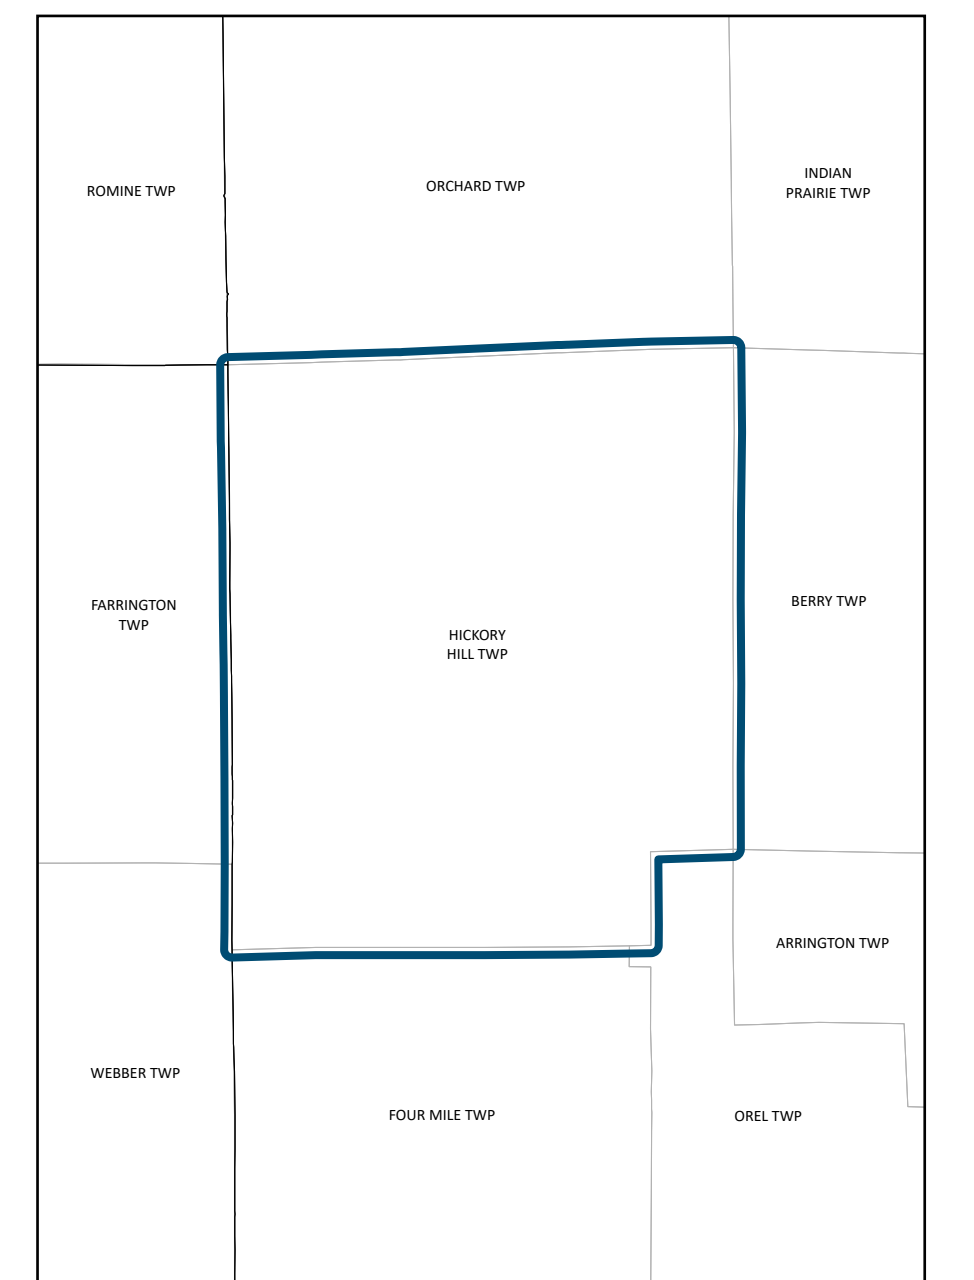 ROMINE TWP
ORCHARD TWP
INDIAN
PRAIRIE TWP
FARRINGTON
TWP
HICKORY
HILL TWP
BERRY TWP
ARRINGTON TWP
WEBBER TWP
FOUR MILE TWP
OREL TWP